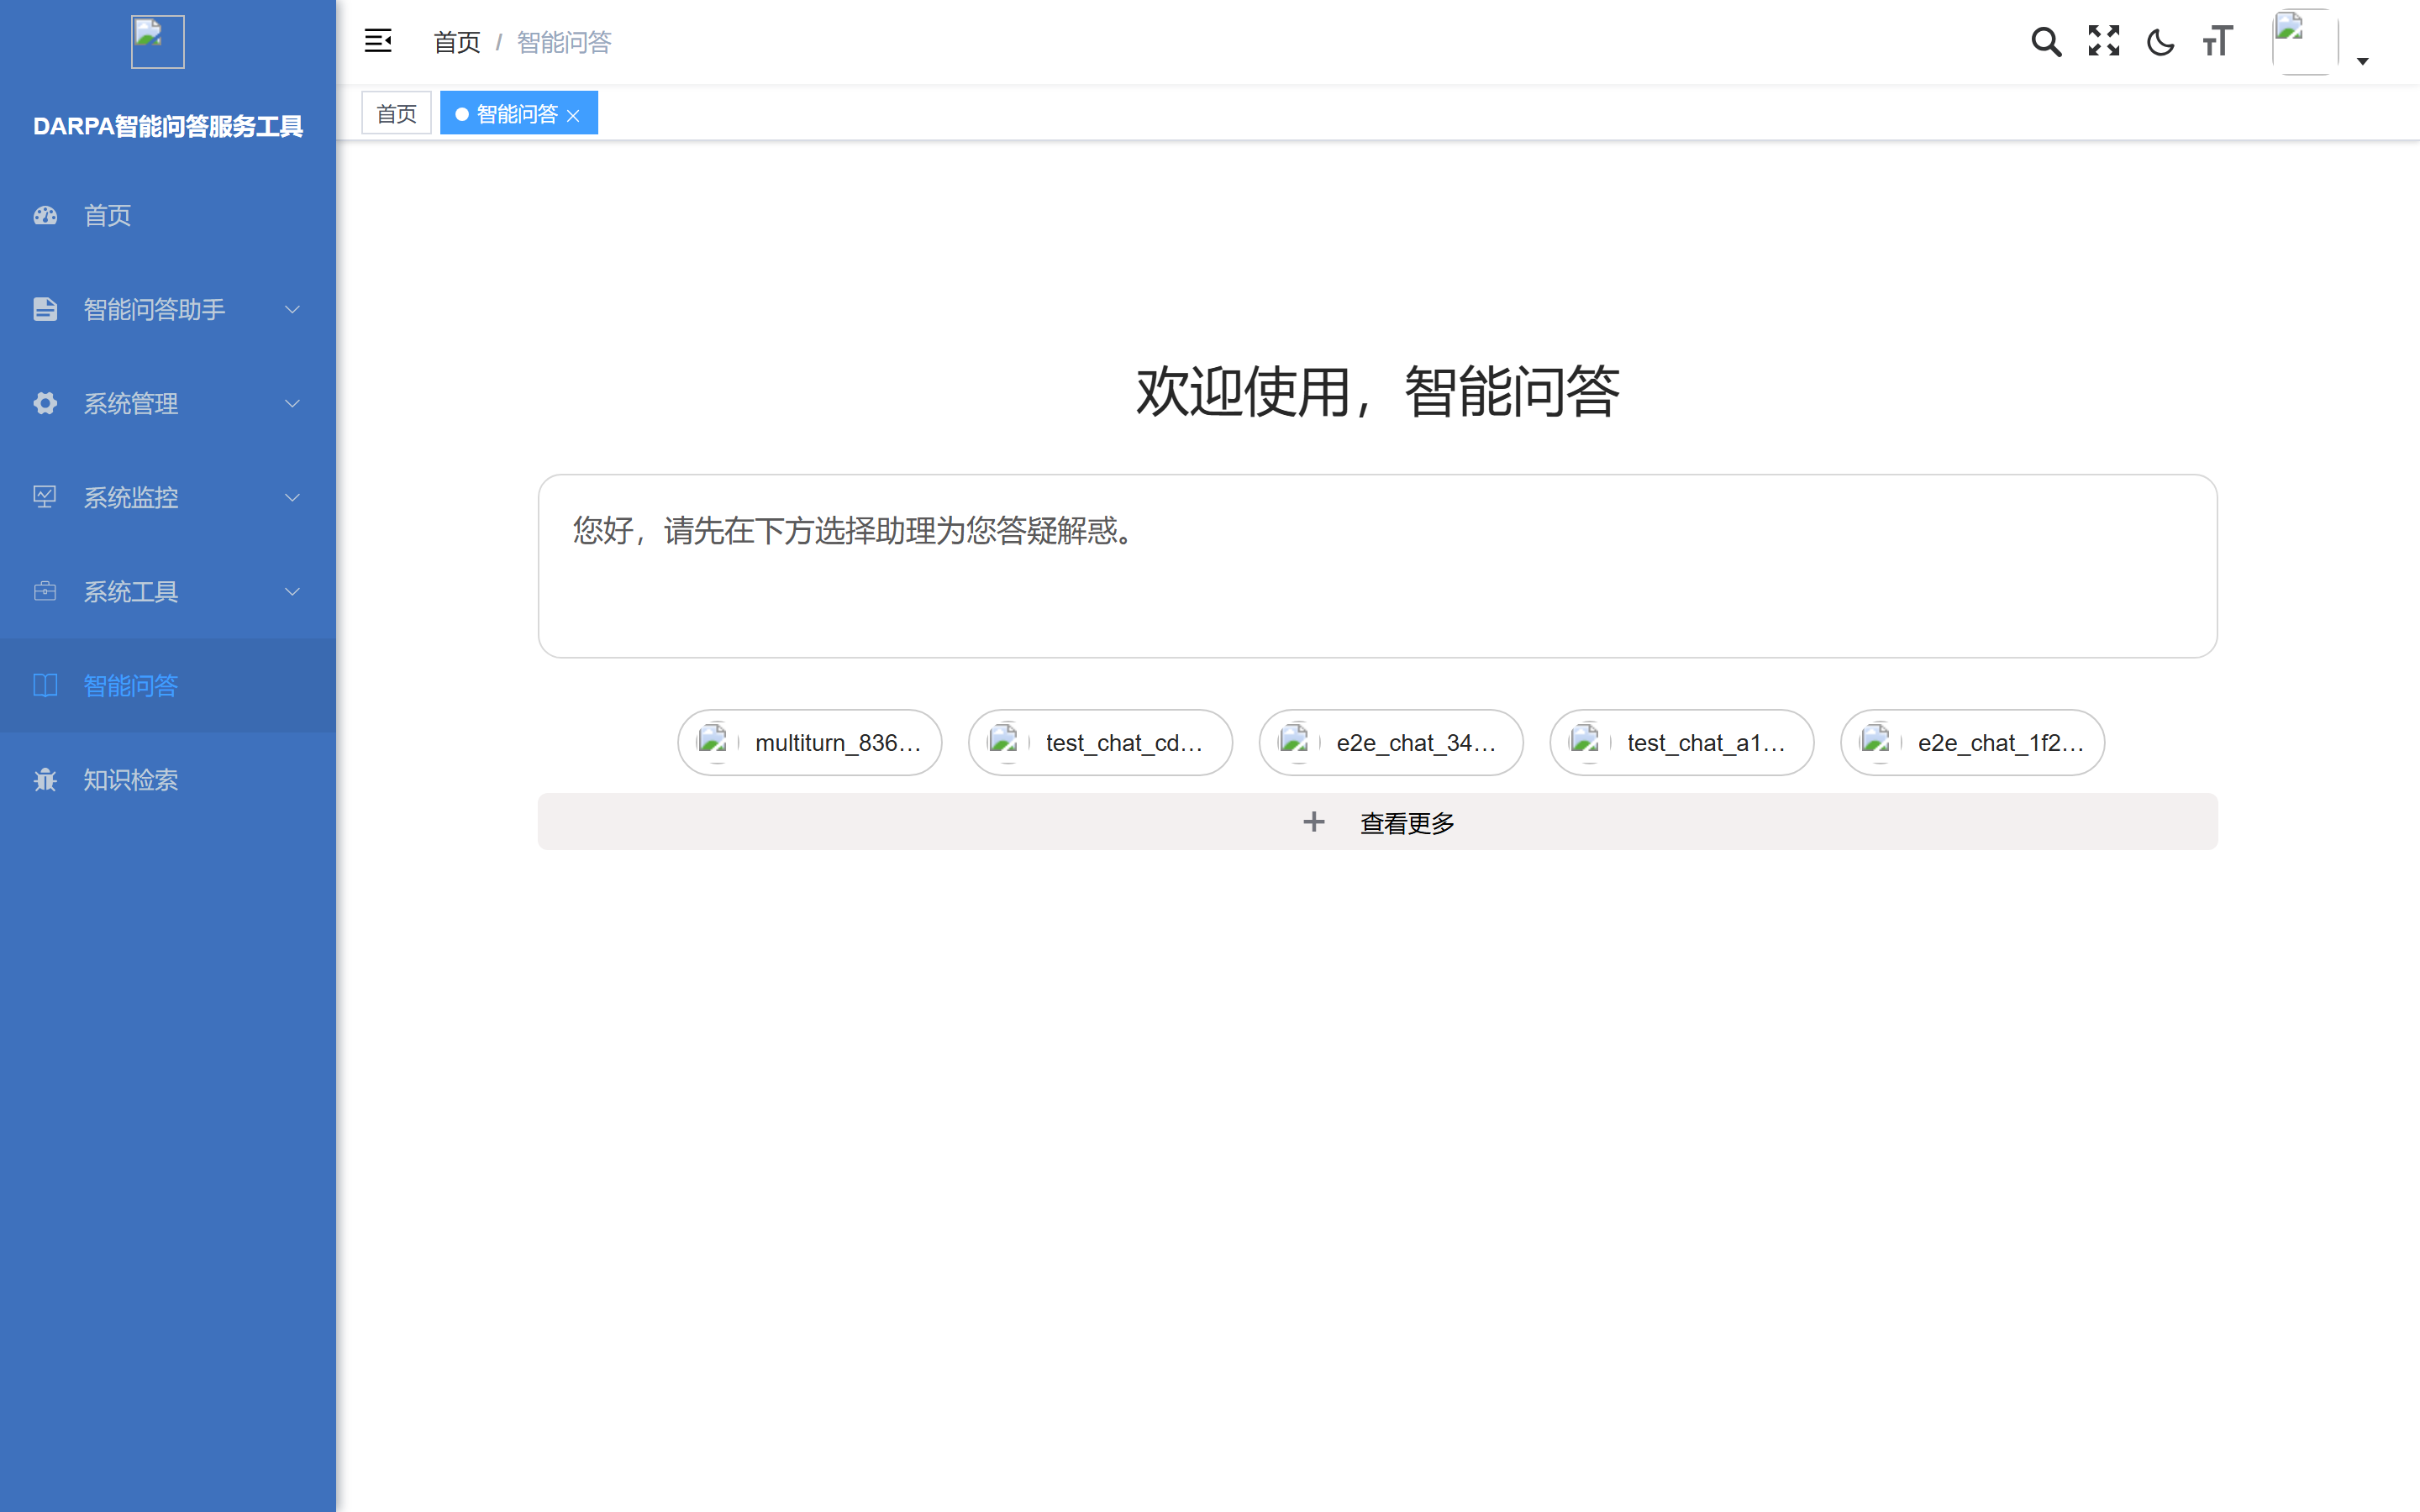 首页 / 智能问答
DARPA智能问答服务工具
首页
智能问答
首页
智能问答助手
系统管理
系统监控
系统工具
智能问答
知识检索
欢迎使用，智能问答
您好，请先在下方选择助理为您答疑解惑。
multiturn_836...
test_chat_cd...
e2e_chat_34...
test_chat_a1...
e2e_chat_1f2...
查看更多